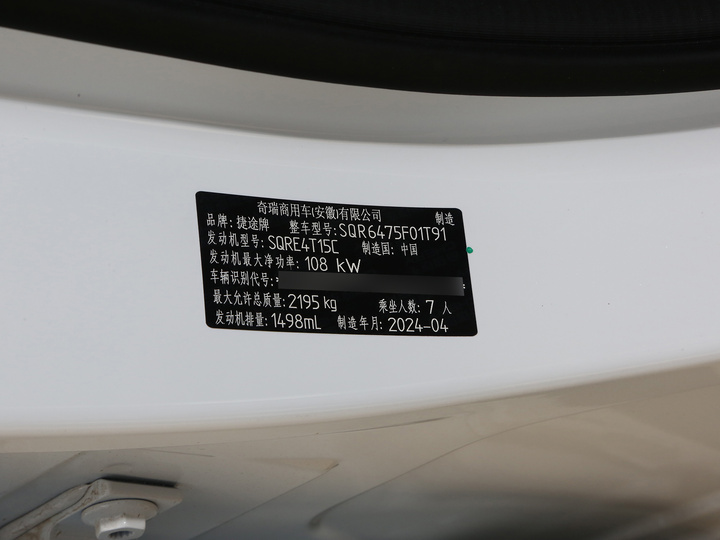 奇瑞商用车(安徽)有限公司 制造
品牌: 捷途牌 整车型号: SQR6475F01T91
发动机型号: SQRE4T15C 制造国: 中国
发动机最大净功率: 108 kW
车辆识别代号:
最大允许总质量: 2195 kg 乘坐人数: 7 人
发动机排量: 1498mL 制造年月: 2024-04